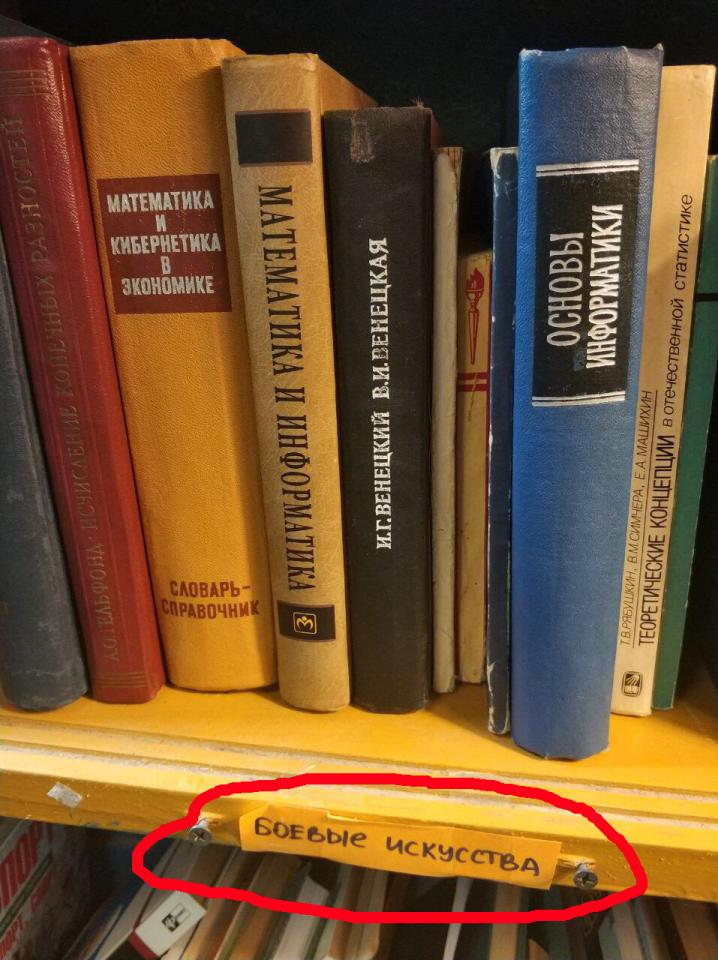 А.О.ГЕЛЬФОНД · ИСЧИСЛЕНИЕ КОНЕЧНЫХ РАЗНОСТЕЙ
МАТЕМАТИКА
И
КИБЕРНЕТИКА
В
ЭКОНОМИКЕ
СЛОВАРЬ-
СПРАВОЧНИК
МАТЕМАТИКА И ИНФОРМАТИКА
И.Г.ВЕНЕЦКИЙ В.И.ВЕНЕЦКАЯ
ОСНОВЫ
ИНФОРМАТИКИ
Т.В.РЯБУШКИН, В.М.СИМЧЕРА, Е.А.МАШИХИН
ТЕОРЕТИЧЕСКИЕ КОНЦЕПЦИИ в отечественной статистике
БОЕВЫЕ ИСКУССТВА